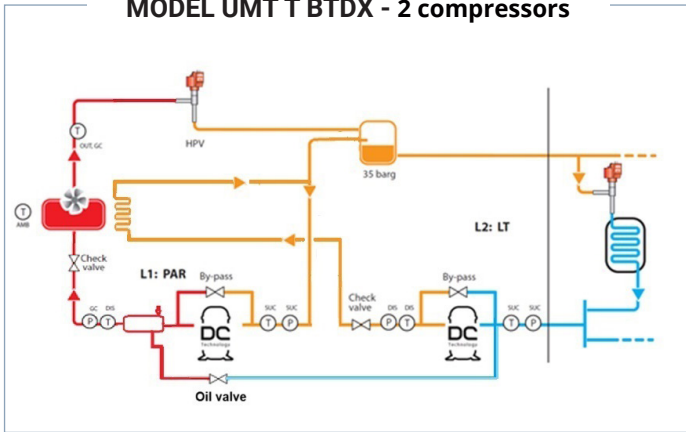 MODEL UMT T BTDX - 2 compressors
T
OUT, GC
HPV
35 barg
T
AMB
L2: LT
Check
valve
L1: PAR
By-pass
By-pass
GC DIS
P T
SUC SUC
T P
Check
valve
DIS DIS
P T
SUC SUC
T P
DC
Technology
DC
Technology
Oil valve